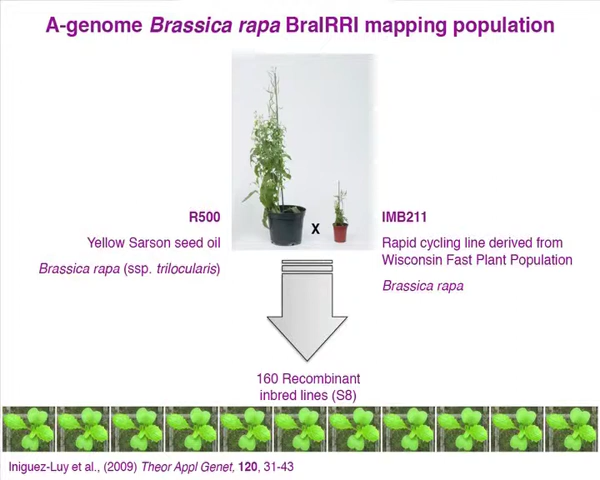 A-genome Brassica rapa BraIRRI mapping population
R500
Yellow Sarson seed oil
Brassica rapa (ssp. trilocularis)
X
IMB211
Rapid cycling line derived from
Wisconsin Fast Plant Population
Brassica rapa
160 Recombinant
inbred lines (S8)
Iniguez-Luy et al., (2009) Theor Appl Genet, 120, 31-43